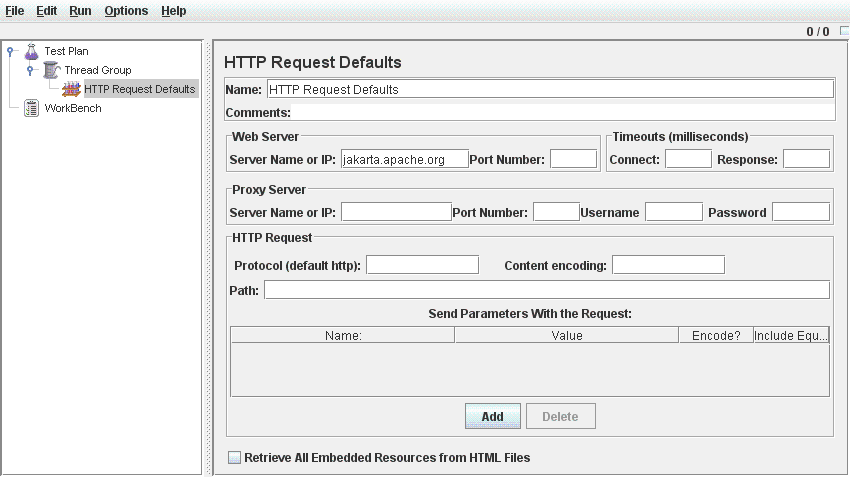 File Edit Run Options Help
0 / 0
Test Plan
Thread Group
HTTP Request Defaults
WorkBench
HTTP Request Defaults
Name: HTTP Request Defaults
Comments:
Web Server
Server Name or IP: jakarta.apache.org Port Number:
Timeouts (milliseconds)
Connect: Response:
Proxy Server
Server Name or IP: Port Number: Username Password
HTTP Request
Protocol (default http): Content encoding:
Path:
Send Parameters With the Request:
Name: Value Encode? Include Equ...
Add Delete
Retrieve All Embedded Resources from HTML Files